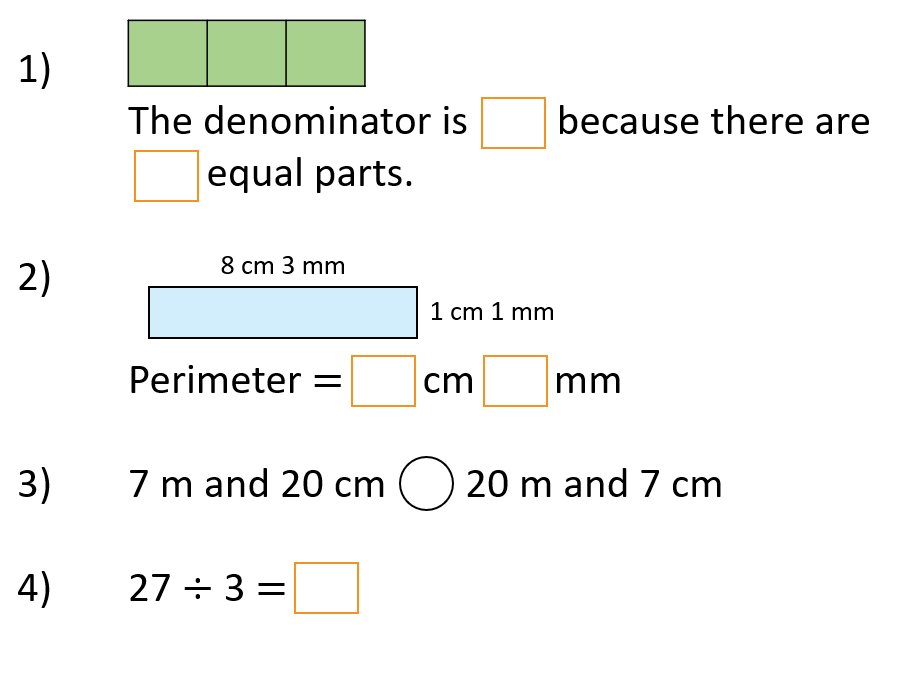 1)
The denominator is because there are
equal parts.
2)
8 cm 3 mm
1 cm 1 mm
Perimeter = cm mm
3) 7 m and 20 cm 20 m and 7 cm
4) 27 ÷ 3 =